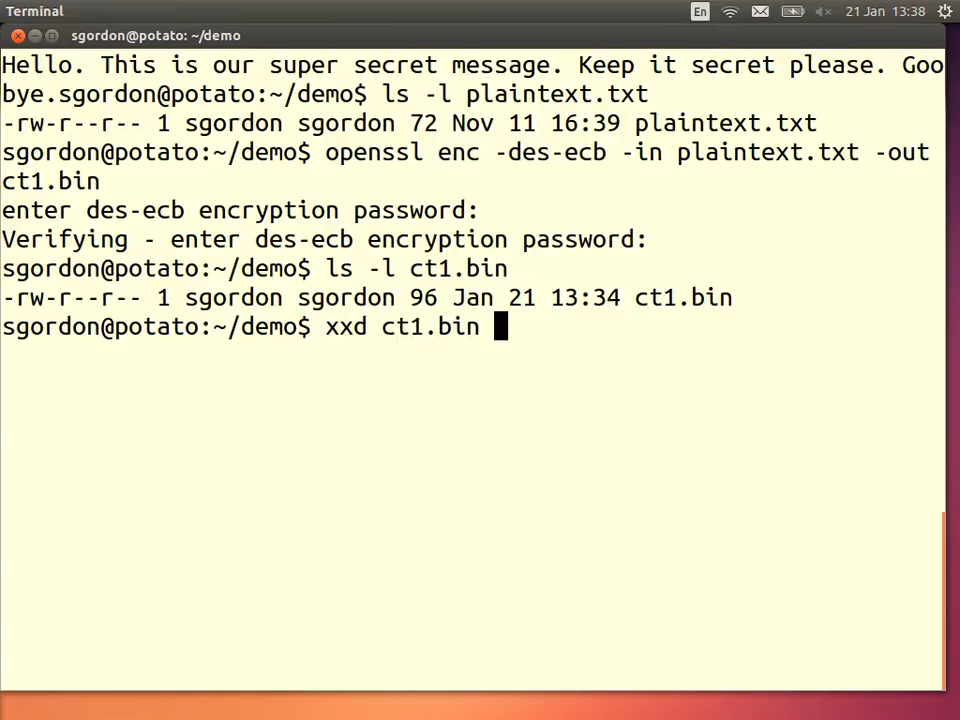 Terminal
En
21 Jan 13:38
sgordon@potato: ~/demo
Hello. This is our super secret message. Keep it secret please. Goo
bye.sgordon@potato:~/demo$ ls -l plaintext.txt
-rw-r--r-- 1 sgordon sgordon 72 Nov 11 16:39 plaintext.txt
sgordon@potato:~/demo$ openssl enc -des-ecb -in plaintext.txt -out
ct1.bin
enter des-ecb encryption password:
Verifying - enter des-ecb encryption password:
sgordon@potato:~/demo$ ls -l ct1.bin
-rw-r--r-- 1 sgordon sgordon 96 Jan 21 13:34 ct1.bin
sgordon@potato:~/demo$ xxd ct1.bin